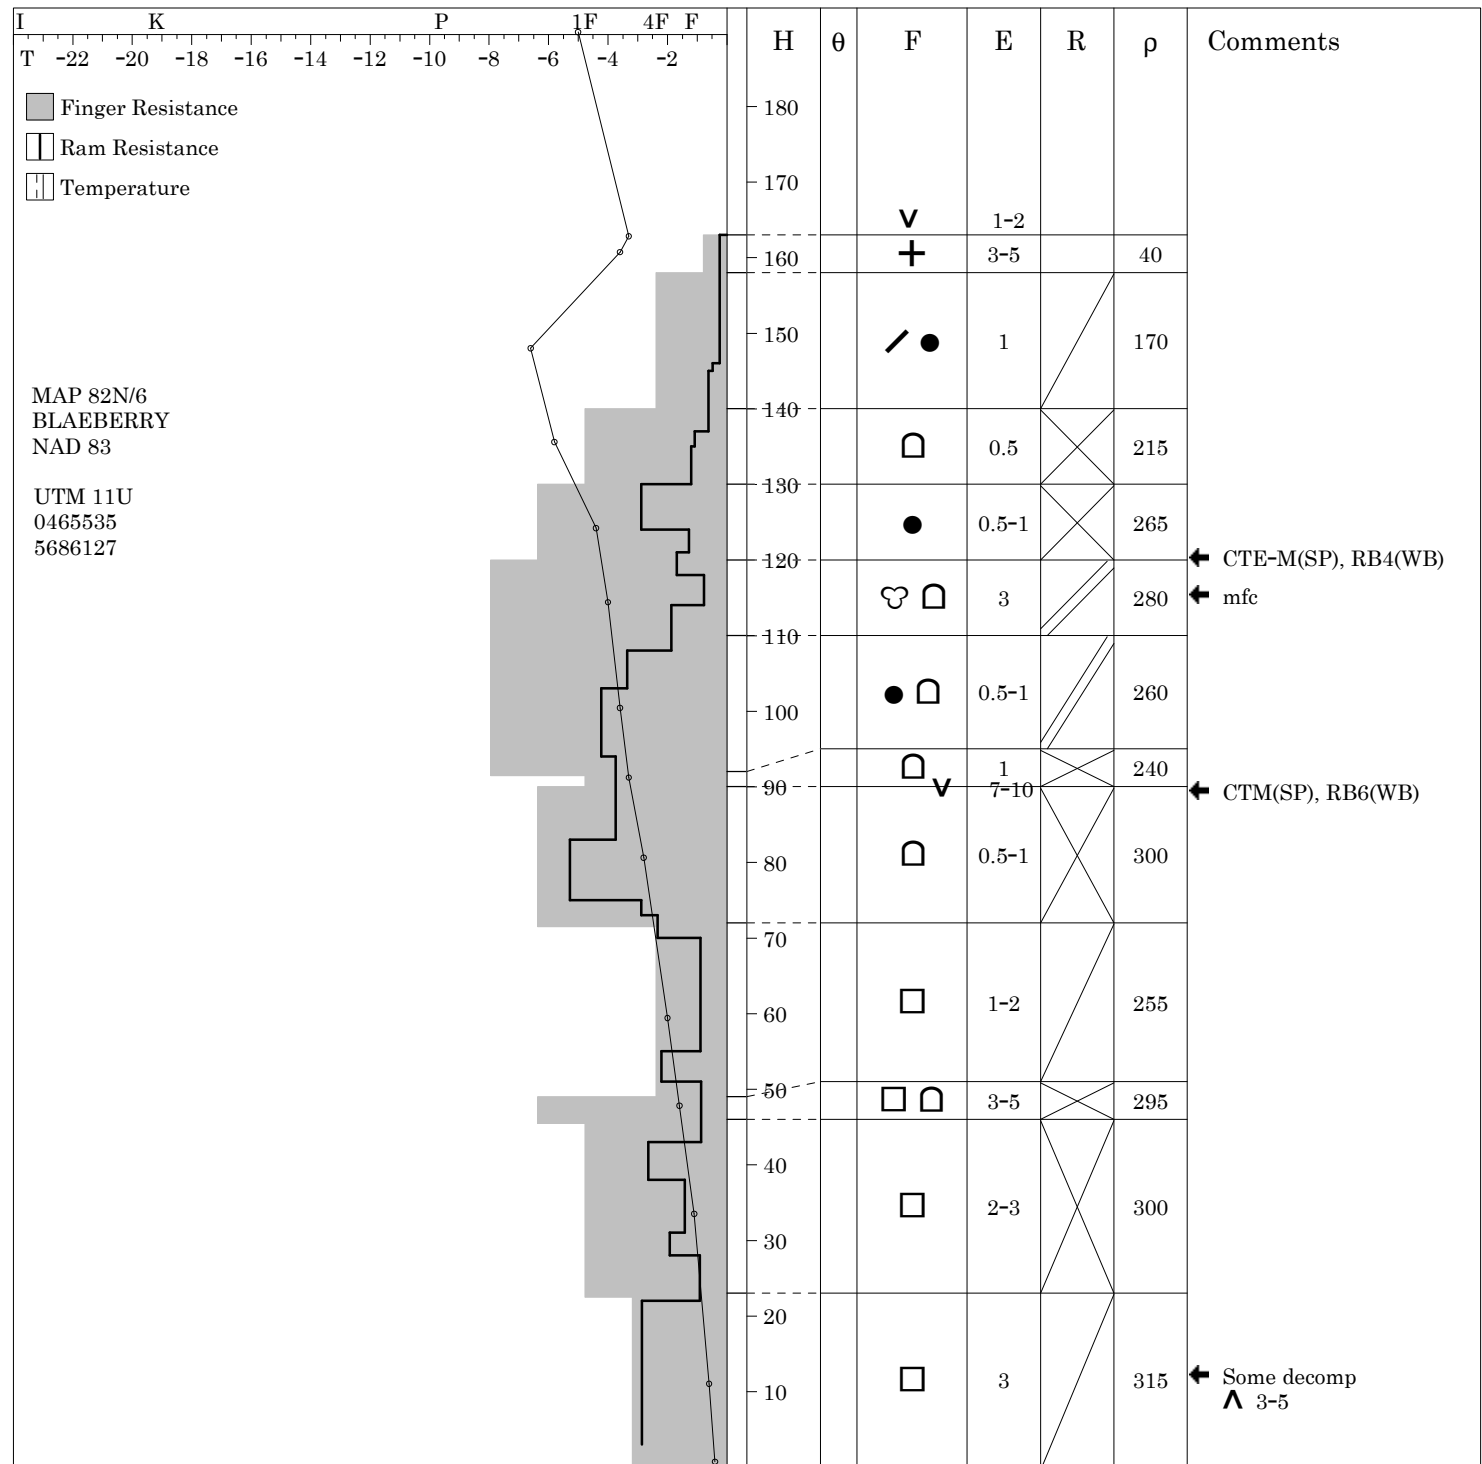 I K P 1F 4F F
T -22 -20 -18 -16 -14 -12 -10 -8 -6 -4 -2
H θ F E R ρ Comments
Finger Resistance
Ram Resistance
Temperature
180
170
1-2
160 3-5 40
150 1 170
MAP 82N/6
BLAEBERRY
NAD 83
140
0.5 215
UTM 11U
0465535
5686127
130
0.5-1 265
120 CTE-M(SP), RB4(WB)
3 280 mfc
110
0.5-1 260
100
1 240
90 7-10 CTM(SP), RB6(WB)
80 0.5-1 300
70
60 1-2 255
50 3-5 295
40
2-3 300
30
20
10 3 315 Some decomp
3-5